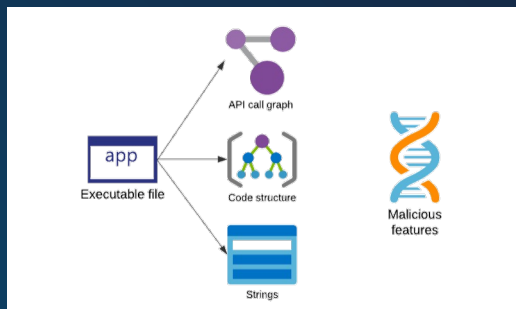 API call graph
app
Executable file
Code structure
Malicious
features
Strings